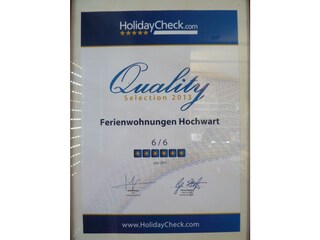 HolidayCheck.com
Quality
Selection 2013
Ferienwohnungen Hochwart
6 / 6
www.HolidayCheck.com